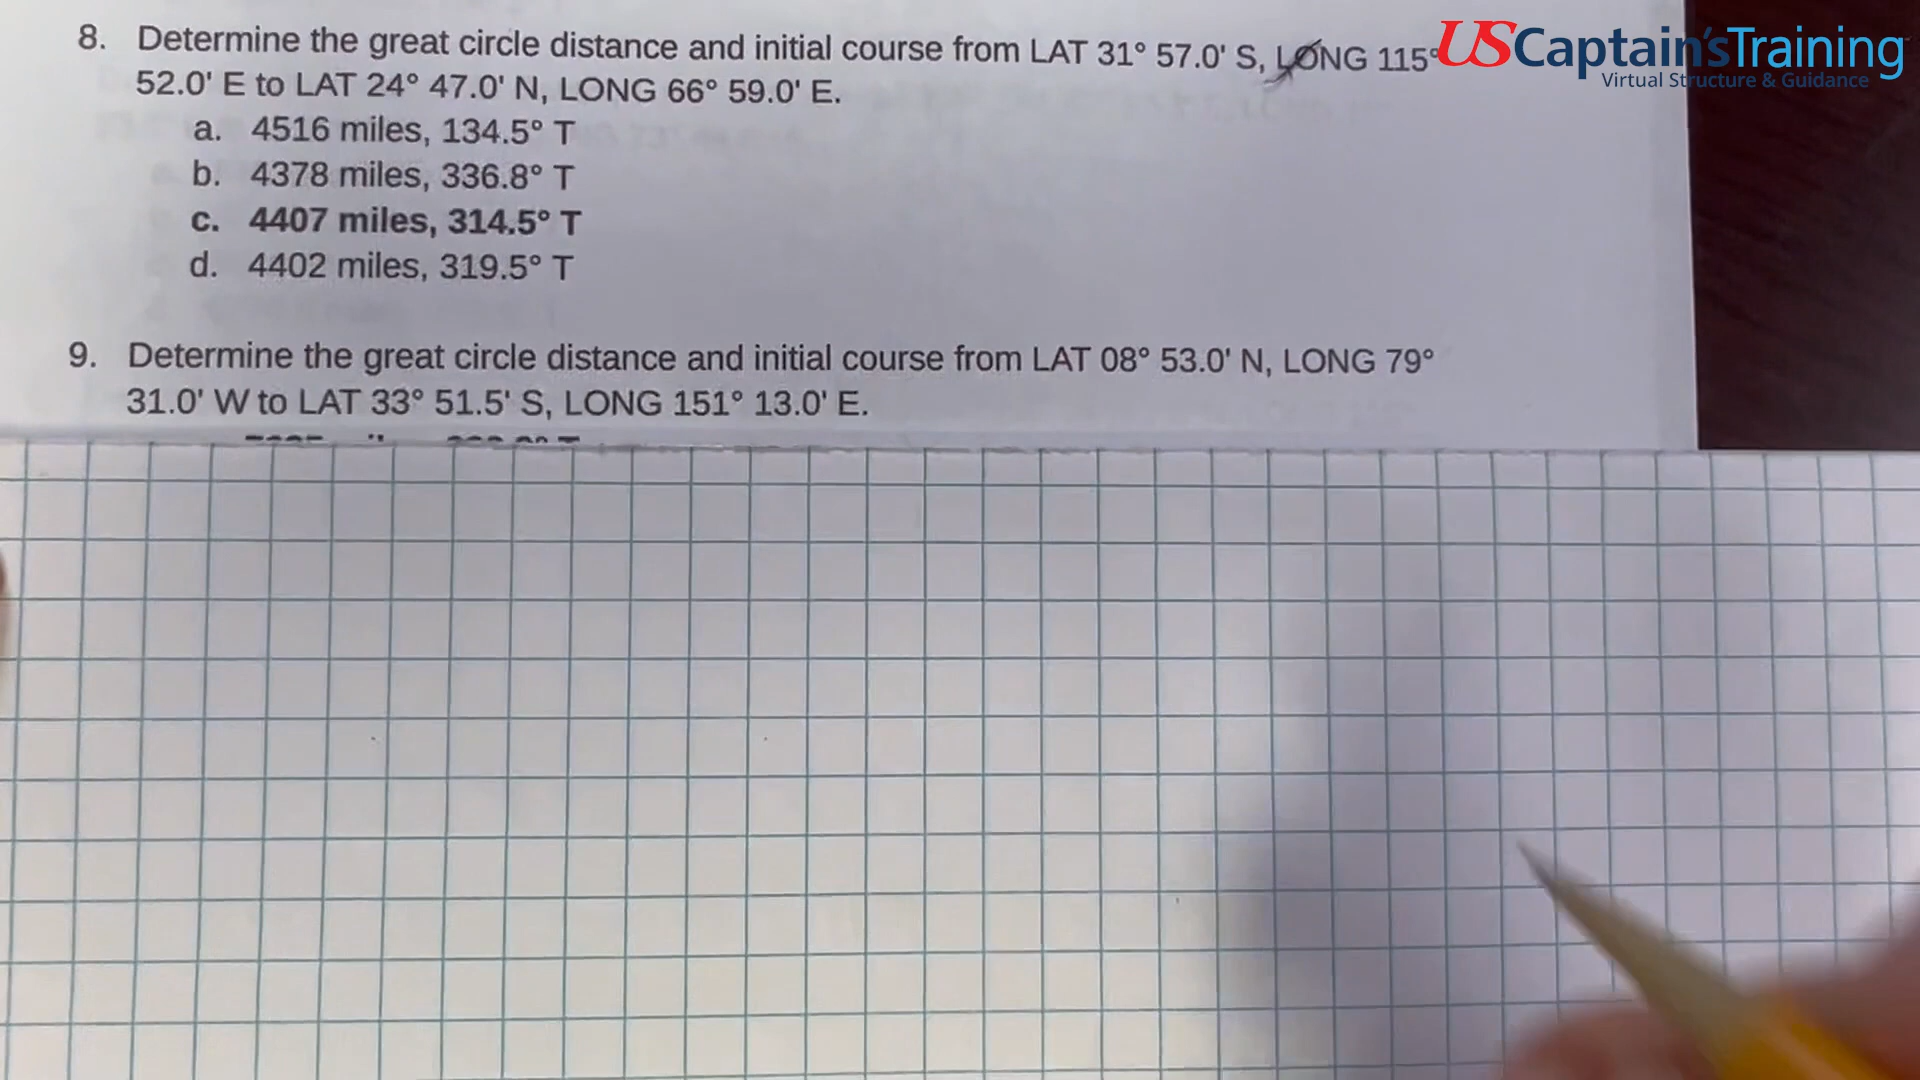 USCaptain'sTraining
Virtual Structure & Guidance
8. Determine the great circle distance and initial course from LAT 31° 57.0' S, LONG 115°
52.0' E to LAT 24° 47.0' N, LONG 66° 59.0' E.
a. 4516 miles, 134.5° T
b. 4378 miles, 336.8° T
c. 4407 miles, 314.5° T
d. 4402 miles, 319.5° T
9. Determine the great circle distance and initial course from LAT 08° 53.0' N, LONG 79°
31.0' W to LAT 33° 51.5' S, LONG 151° 13.0' E.